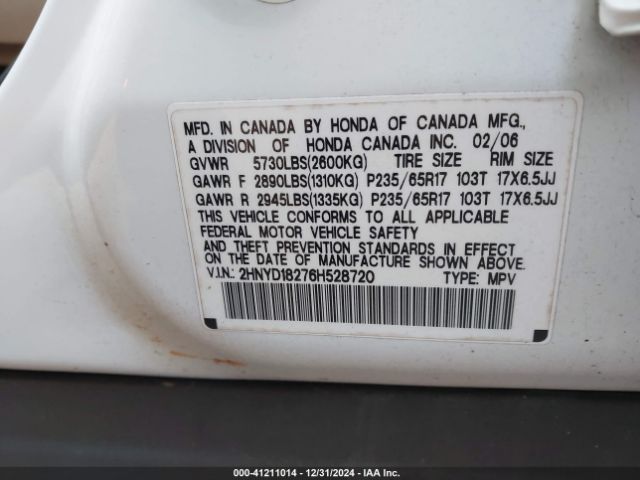 MFD. IN CANADA BY HONDA OF CANADA MFG.,
A DIVISION OF HONDA CANADA INC. 02/06
GVWR 5730LBS(2600KG) TIRE SIZE RIM SIZE
GAWR F 2890LBS(1310KG) P235/65R17 103T 17X6.5JJ
GAWR R 2945LBS(1335KG) P235/65R17 103T 17X6.5JJ
THIS VEHICLE CONFORMS TO ALL APPLICABLE
FEDERAL MOTOR VEHICLE SAFETY
AND THEFT PREVENTION STANDARDS IN EFFECT
ON THE DATE OF MANUFACTURE SHOWN ABOVE.
V.I.N.: 2HNYD18276H528720 TYPE: MPV
000-41211014 - 12/31/2024 - IAA Inc.